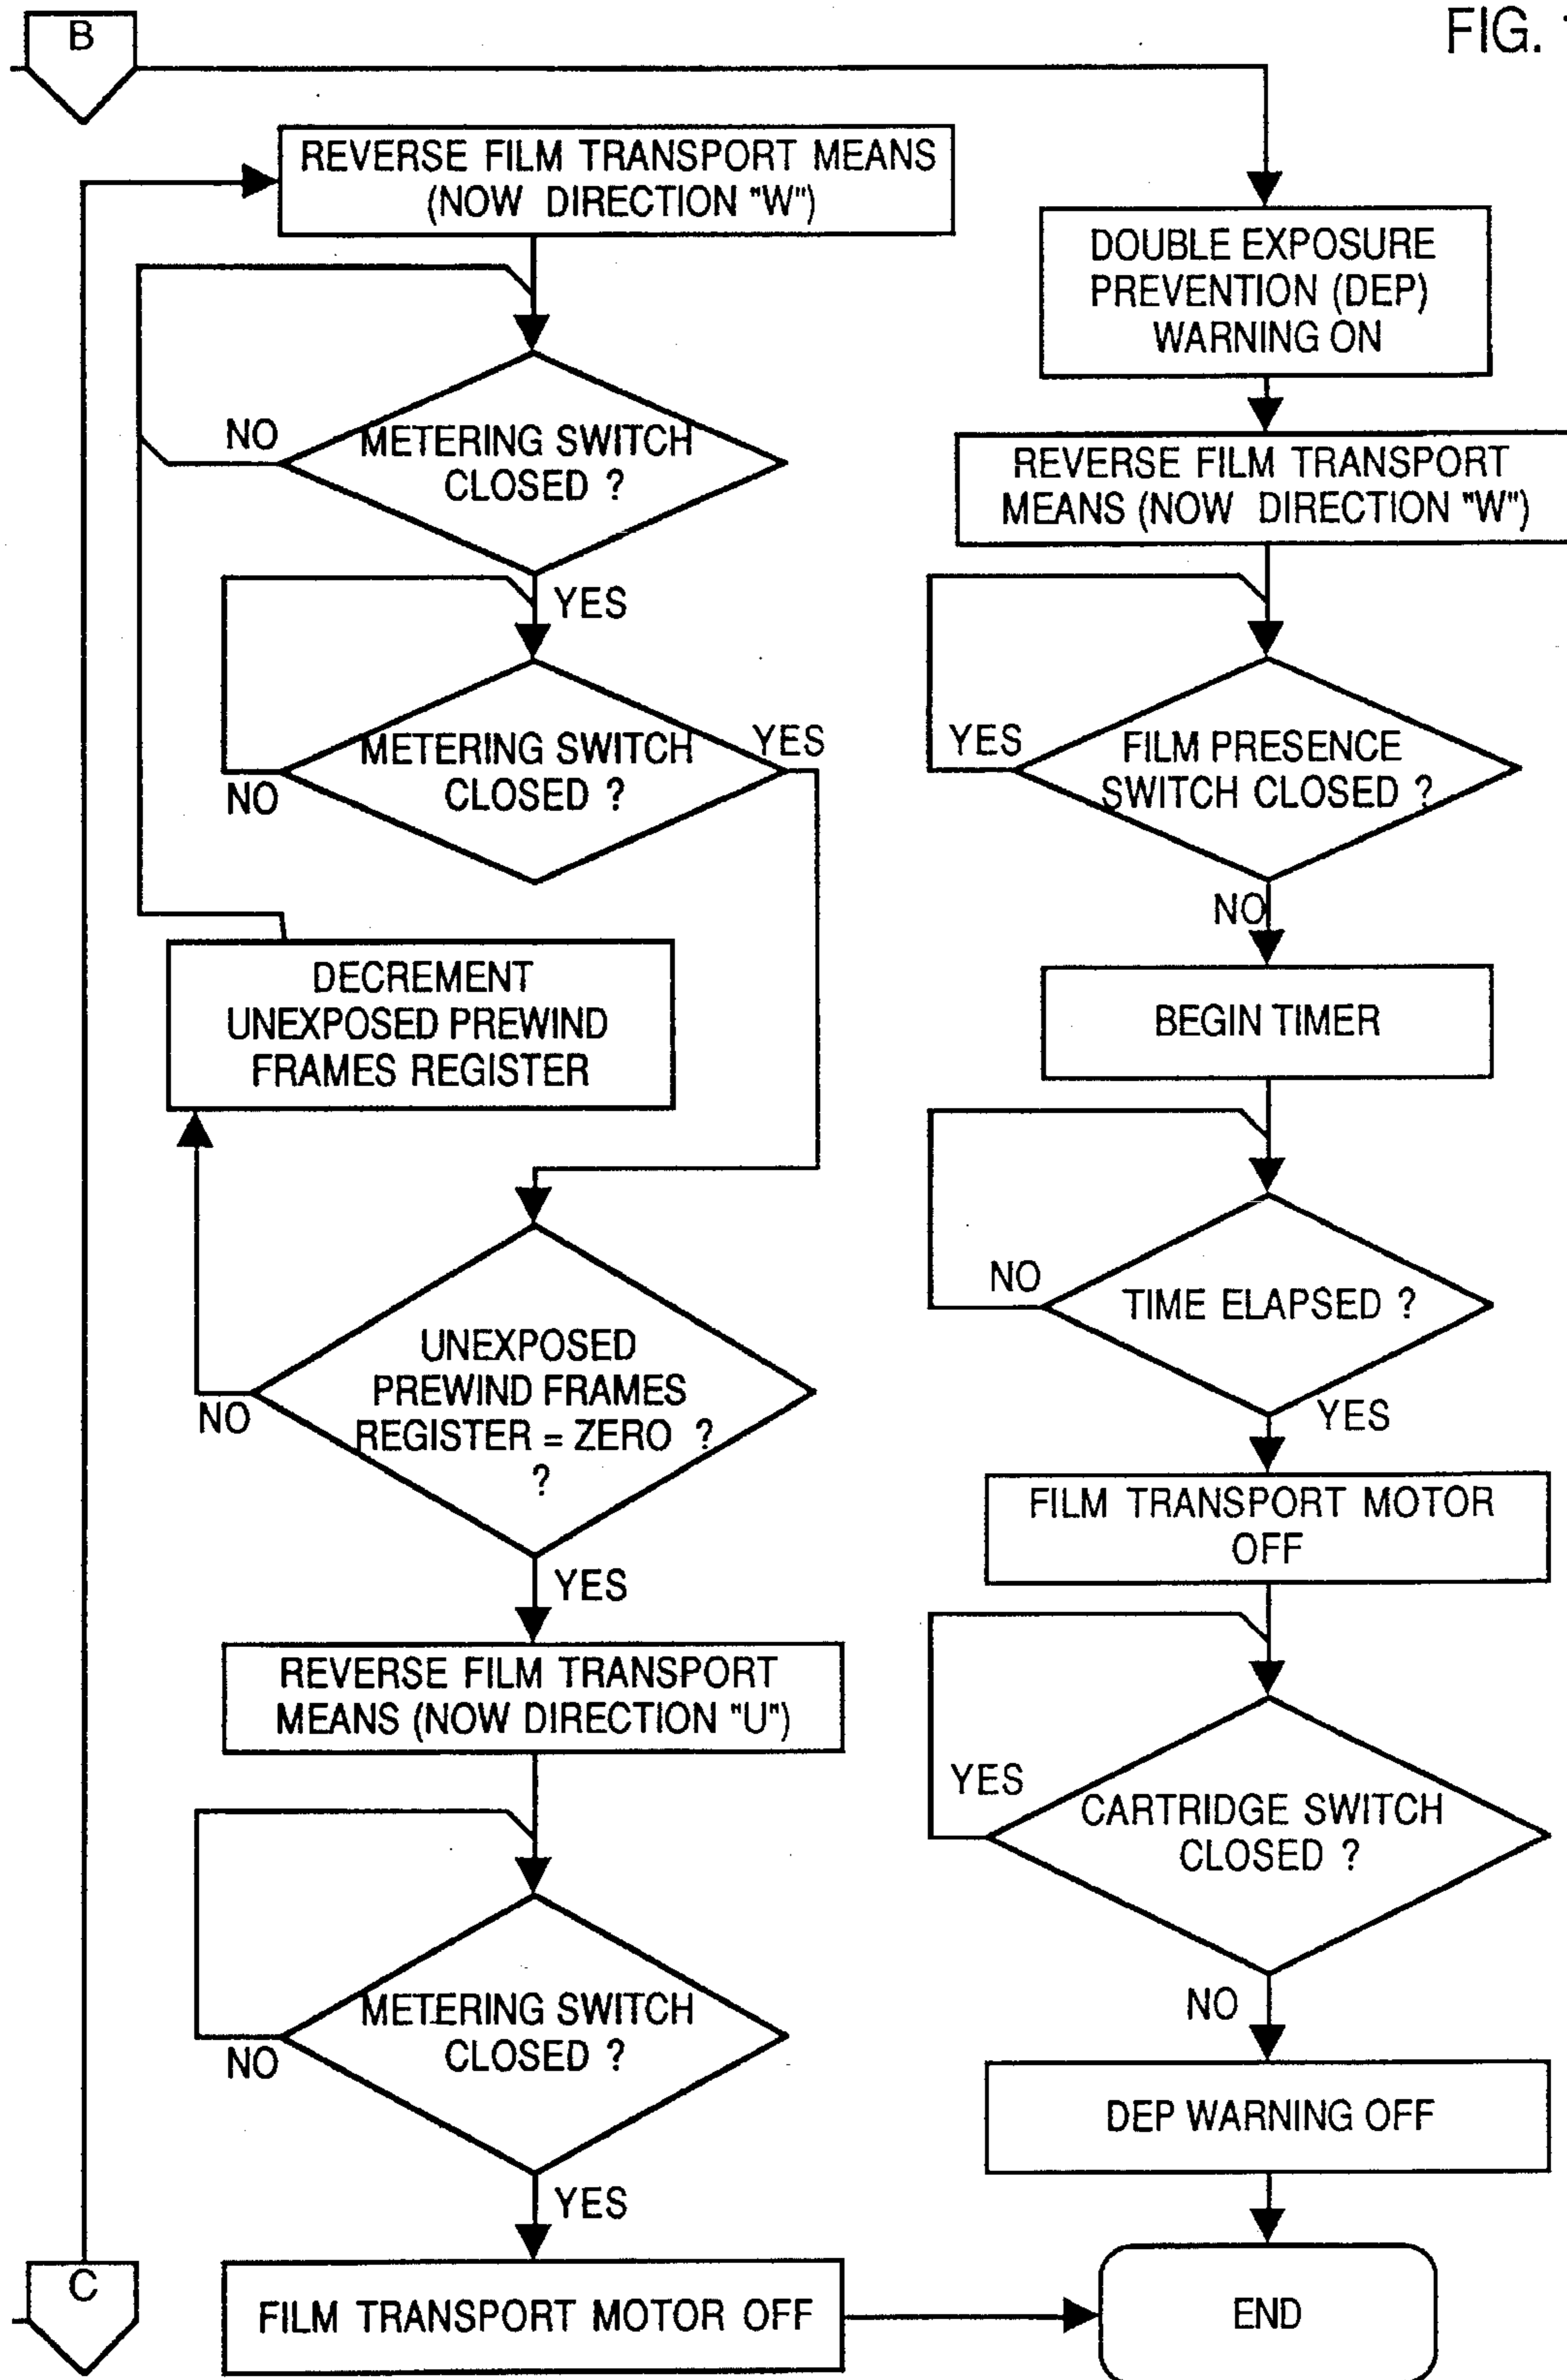 B
FIG.
REVERSE FILM TRANSPORT MEANS
(NOW DIRECTION "W")
NO
METERING SWITCH
CLOSED ?
YES
METERING SWITCH
CLOSED ?
YES
NO
DECREMENT
UNEXPOSED PREWIND
FRAMES REGISTER
UNEXPOSED
PREWIND FRAMES
REGISTER = ZERO ?
?
NO
YES
REVERSE FILM TRANSPORT
MEANS (NOW DIRECTION "U")
METERING SWITCH
CLOSED ?
NO
YES
C
FILM TRANSPORT MOTOR OFF
DOUBLE EXPOSURE
PREVENTION (DEP)
WARNING ON
REVERSE FILM TRANSPORT
MEANS (NOW DIRECTION "W")
YES
FILM PRESENCE
SWITCH CLOSED ?
NO
BEGIN TIMER
NO
TIME ELAPSED ?
YES
FILM TRANSPORT MOTOR
OFF
YES
CARTRIDGE SWITCH
CLOSED ?
NO
DEP WARNING OFF
END